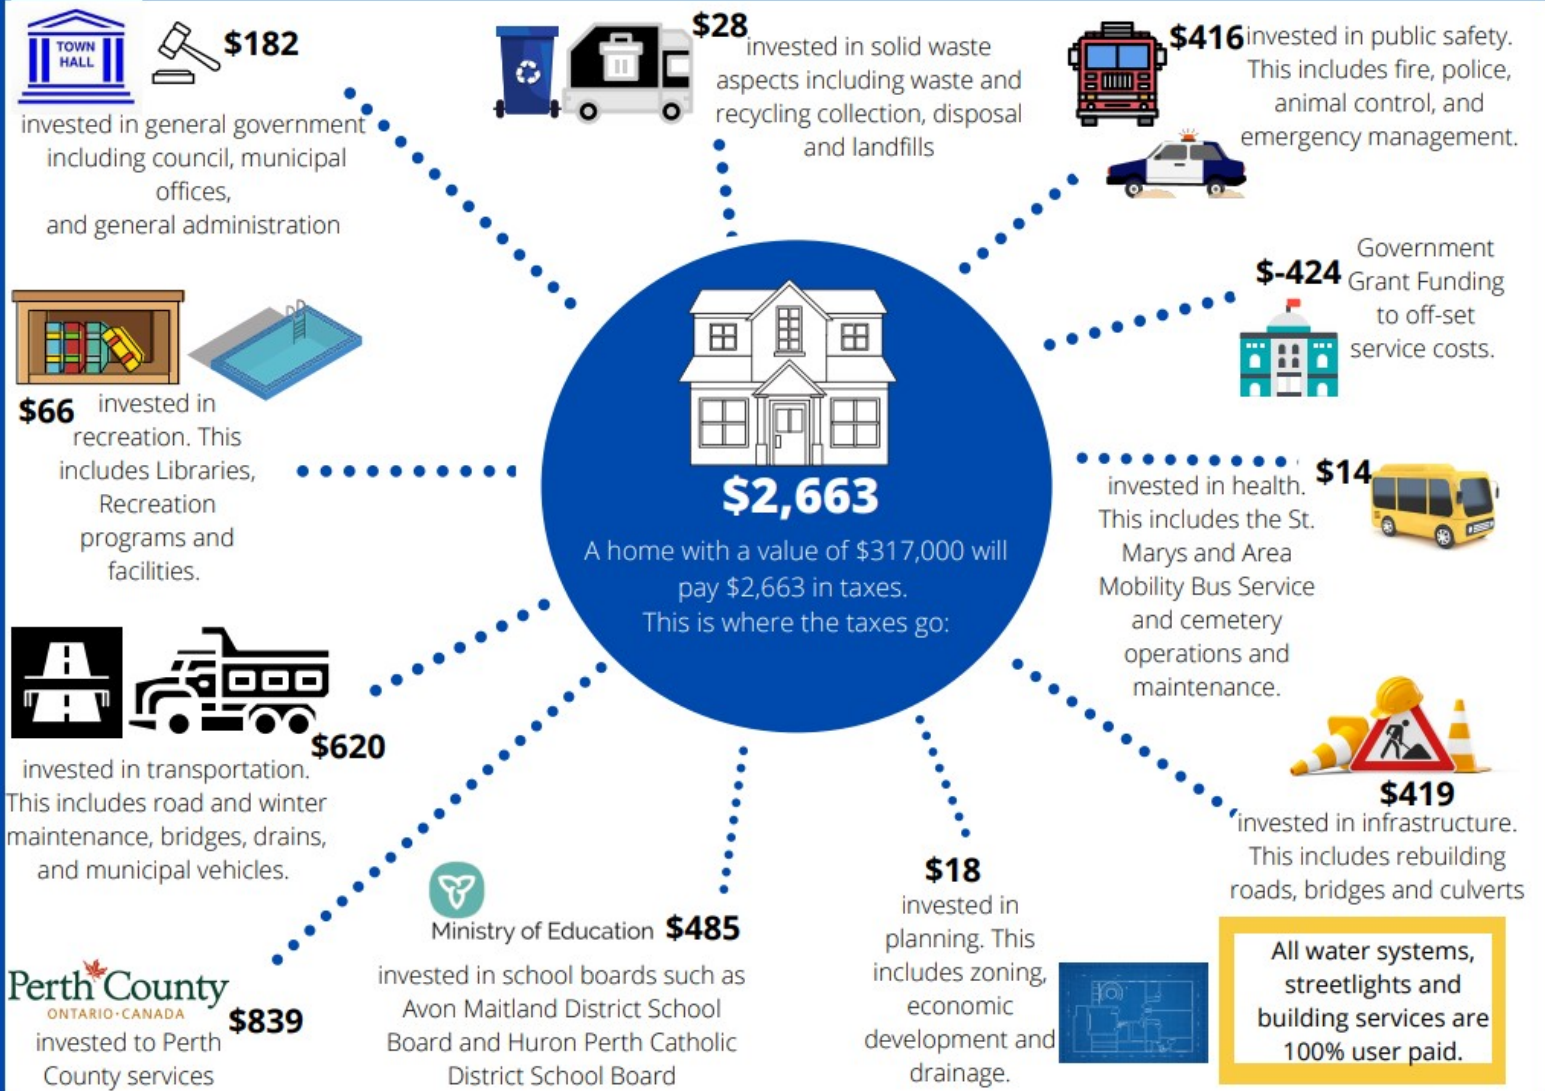 TOWN
HALL
$182
invested in general government
including council, municipal
offices,
and general administration
$28
invested in solid waste
aspects including waste and
recycling collection, disposal
and landfills
$416
invested in public safety.
This includes fire, police,
animal control, and
emergency management.
$-424
Government
Grant Funding
to off-set
service costs.
$66
invested in
recreation. This
includes Libraries,
Recreation
programs and
facilities.
$2,663
A home with a value of $317,000 will
pay $2,663 in taxes.
This is where the taxes go:
$14
invested in health.
This includes the St.
Marys and Area
Mobility Bus Service
and cemetery
operations and
maintenance.
$620
invested in transportation.
This includes road and winter
maintenance, bridges, drains,
and municipal vehicles.
$419
invested in infrastructure.
This includes rebuilding
roads, bridges and culverts
Perth County
ONTARIO·CANADA
$839
invested to Perth
County services
Ministry of Education
$485
invested in school boards such as
Avon Maitland District School
Board and Huron Perth Catholic
District School Board
$18
invested in
planning. This
includes zoning,
economic
development and
drainage.
All water systems,
streetlights and
building services are
100% user paid.